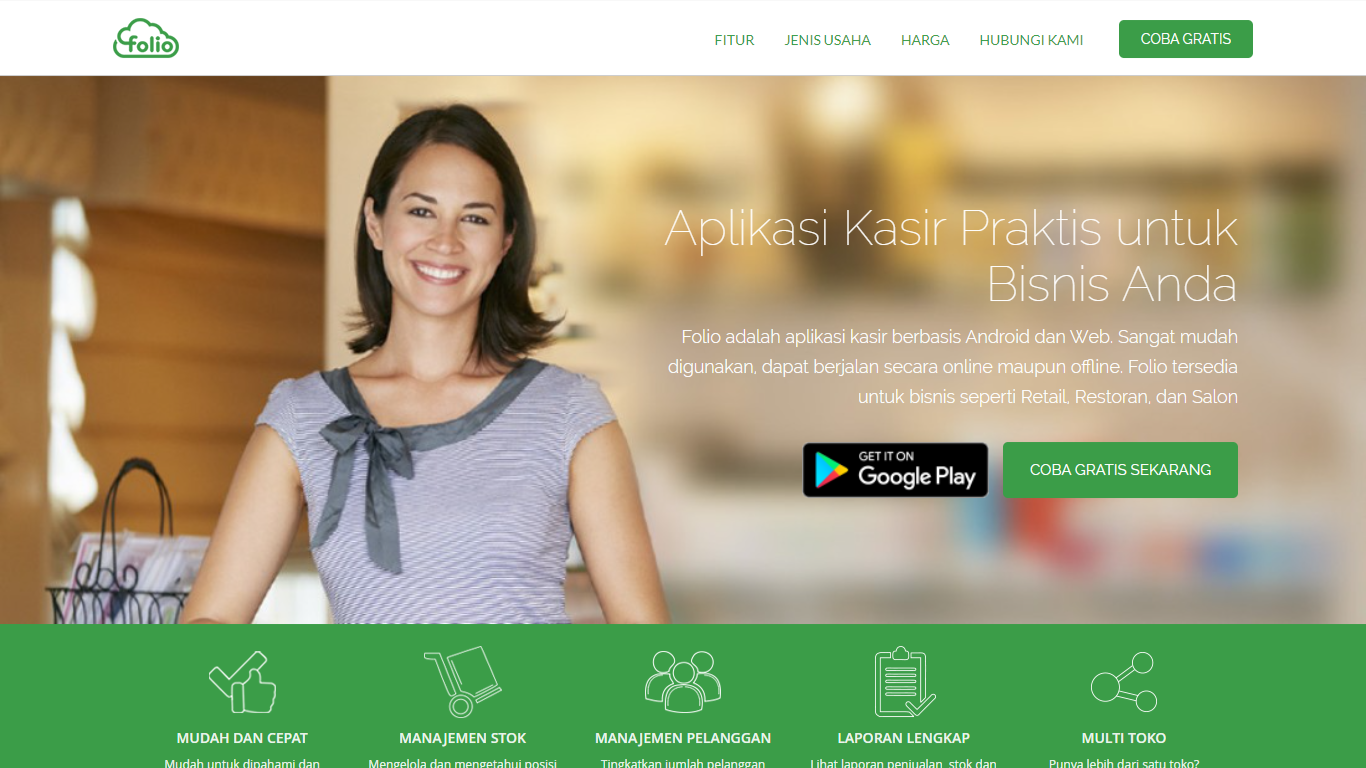 folio
FITUR
JENIS USAHA
HARGA
HUBUNGI KAMI
COBA GRATIS
Aplikasi Kasir Praktis untuk
Bisnis Anda
Folio adalah aplikasi kasir berbasis Android dan Web. Sangat mudah
digunakan, dapat berjalan secara online maupun offline. Folio tersedia
untuk bisnis seperti Retail, Restoran, dan Salon
GET IT ON
Google Play
COBA GRATIS SEKARANG
MUDAH DAN CEPAT
Mudah untuk dipahami dan
MANAJEMEN STOK
Mengelola dan mengetahui posisi
MANAJEMEN PELANGGAN
Tingkatkan jumlah pelanggan
LAPORAN LENGKAP
Lihat laporan penjualan, stok dan
MULTI TOKO
Punya lebih dari satu toko?